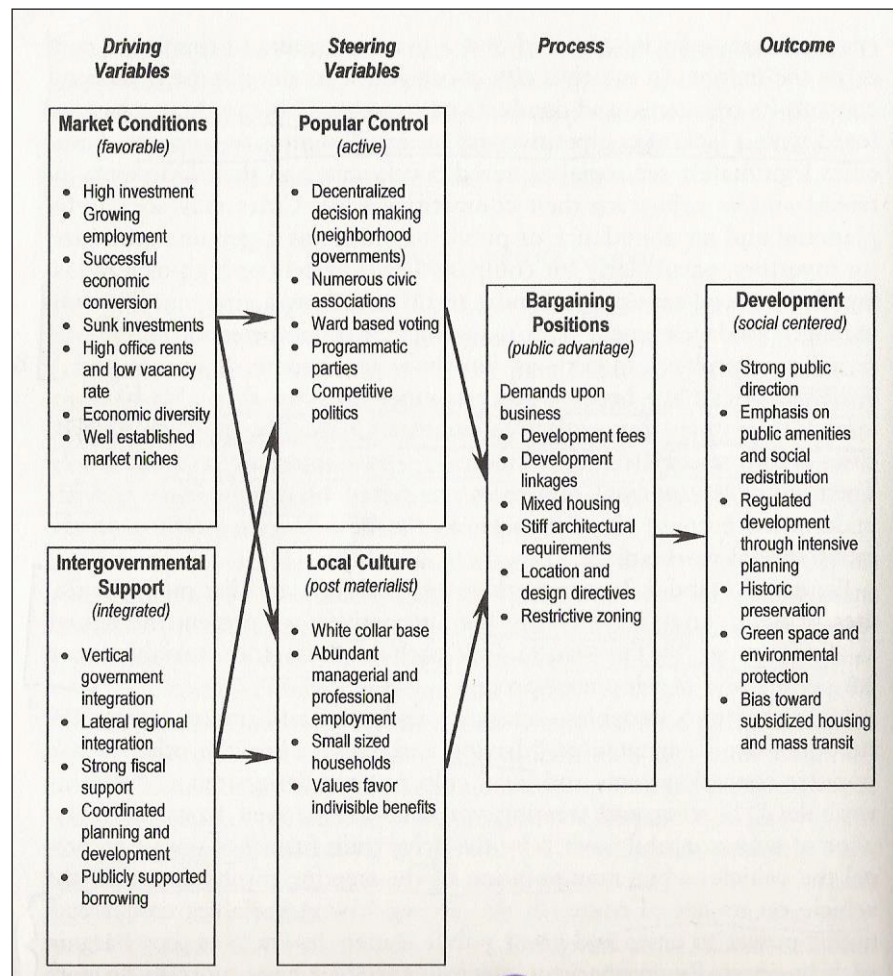 Driving
Variables
Steering
Variables
Process
Outcome
Market Conditions
(favorable)
• High investment
• Growing
employment
• Successful
economic
conversion
• Sunk investments
• High office rents
and low vacancy
rate
• Economic diversity
• Well established
market niches
Popular Control
(active)
• Decentralized
decision making
(neighborhood
governments)
• Numerous civic
associations
• Ward based voting
• Programmatic
parties
• Competitive
politics
Intergovernmental
Support
(integrated)
• Vertical
government
integration
• Lateral regional
integration
• Strong fiscal
support
• Coordinated
planning and
development
• Publicly supported
borrowing
Local Culture
(post materialist)
• White collar base
• Abundant
managerial and
professional
employment
• Small sized
households
• Values favor
indivisible benefits
Bargaining
Positions
(public advantage)
Demands upon
business
• Development fees
• Development
linkages
• Mixed housing
• Stiff architectural
requirements
• Location and
design directives
• Restrictive zoning
Development
(social centered)
• Strong public
direction
• Emphasis on
public amenities
and social
redistribution
• Regulated
development
through intensive
planning
• Historic
preservation
• Green space and
environmental
protection
• Bias toward
subsidized housing
and mass transit